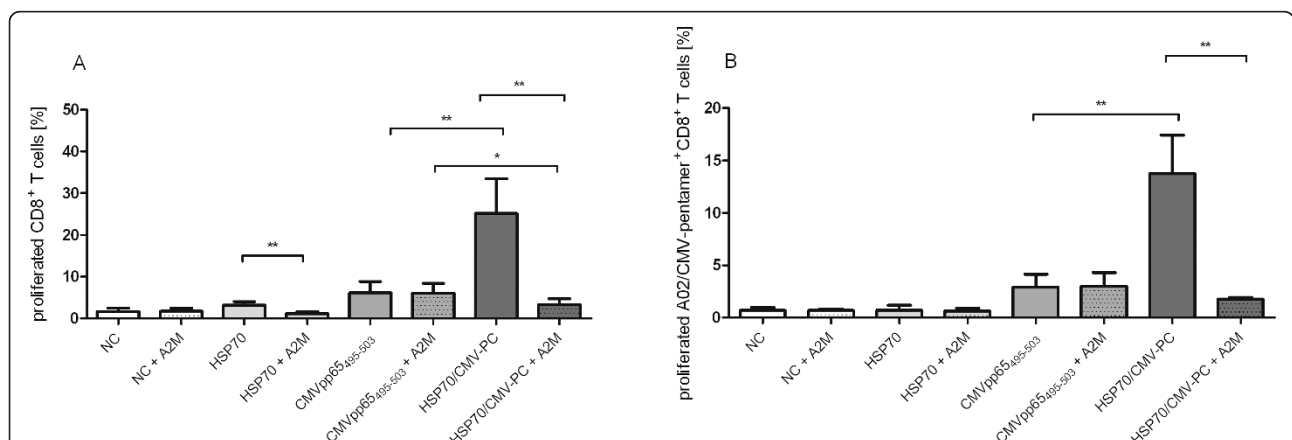 A
proliferated CD8⁺ T cells [%]
50
40
30
20
10
0
**
**
*
**
NC
NC + A2M
HSP70
HSP70 + A2M
CMVpp65₄₉₅₋₅₀₃
CMVpp65₄₉₅₋₅₀₃ + A2M
HSP70/CMV-PC
HSP70/CMV-PC + A2M
B
proliferated A02/CMV-pentamer⁺CD8⁺ T cells [%]
20
15
10
5
0
**
**
NC
NC + A2M
HSP70
HSP70 + A2M
CMVpp65₄₉₅₋₅₀₃
CMVpp65₄₉₅₋₅₀₃ + A2M
HSP70/CMV-PC
HSP70/CMV-PC + A2M